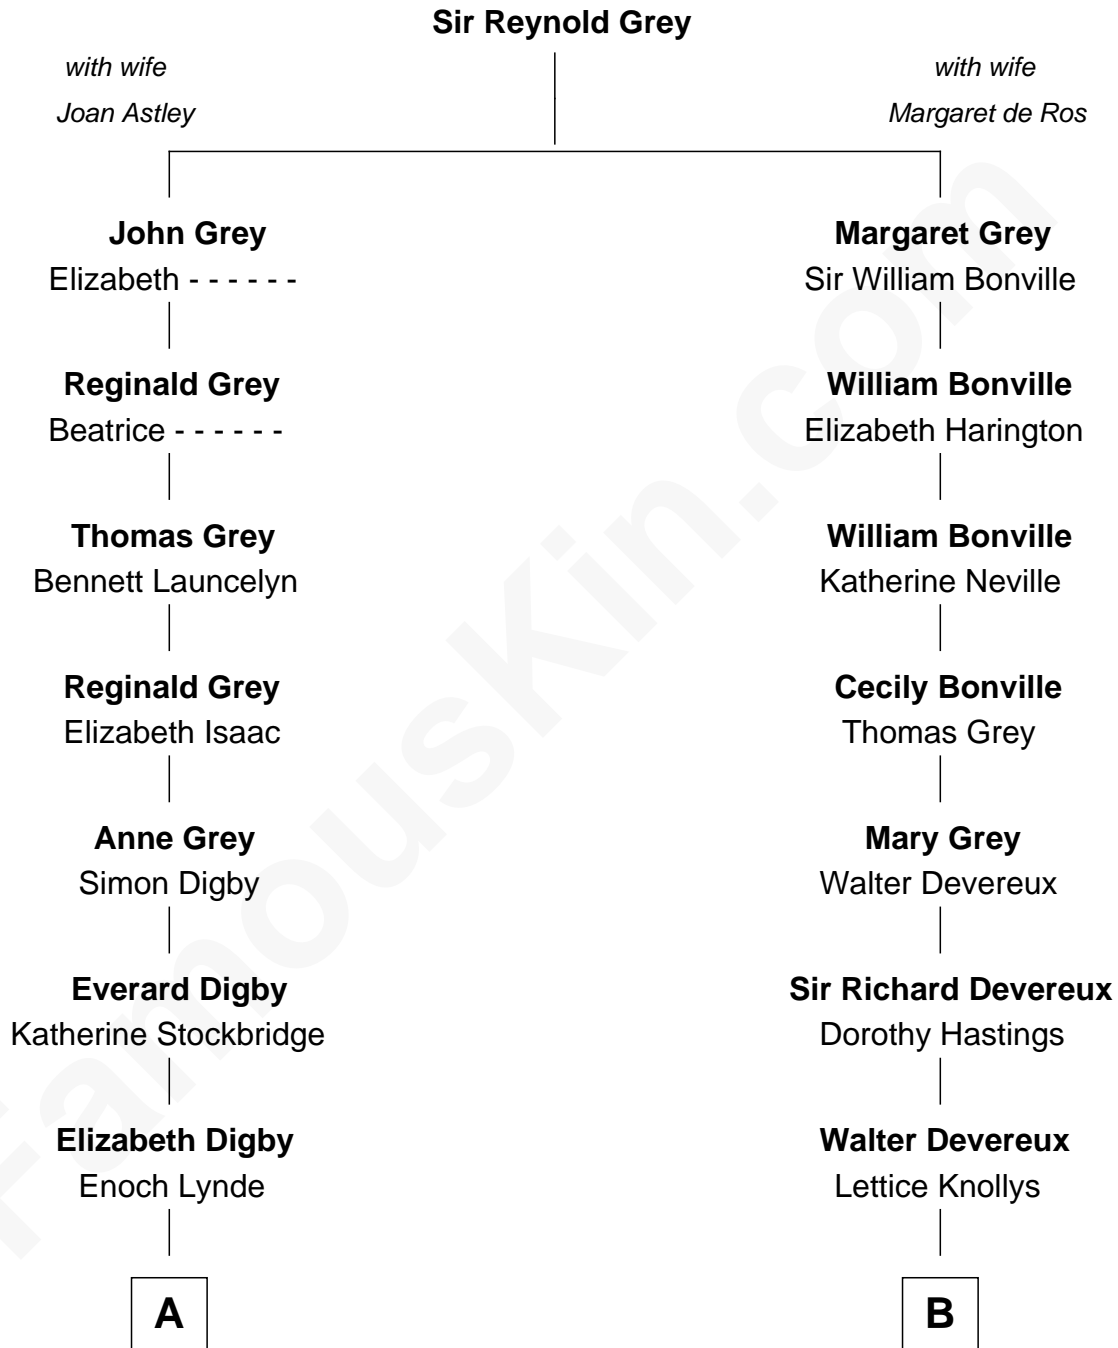 Sir Reynold Grey
with wife
Joan Astley
with wife
Margaret de Ros
John Grey
Elizabeth - - - - - -
Margaret Grey
Sir William Bonville
Reginald Grey
Beatrice - - - - - -
William Bonville
Elizabeth Harington
Thomas Grey
Bennett Launcelyn
William Bonville
Katherine Neville
Reginald Grey
Elizabeth Isaac
Cecily Bonville
Thomas Grey
Anne Grey
Simon Digby
Mary Grey
Walter Devereux
Everard Digby
Katherine Stockbridge
Sir Richard Devereux
Dorothy Hastings
Elizabeth Digby
Enoch Lynde
Walter Devereux
Lettice Knollys
A
B
FamousKin.com